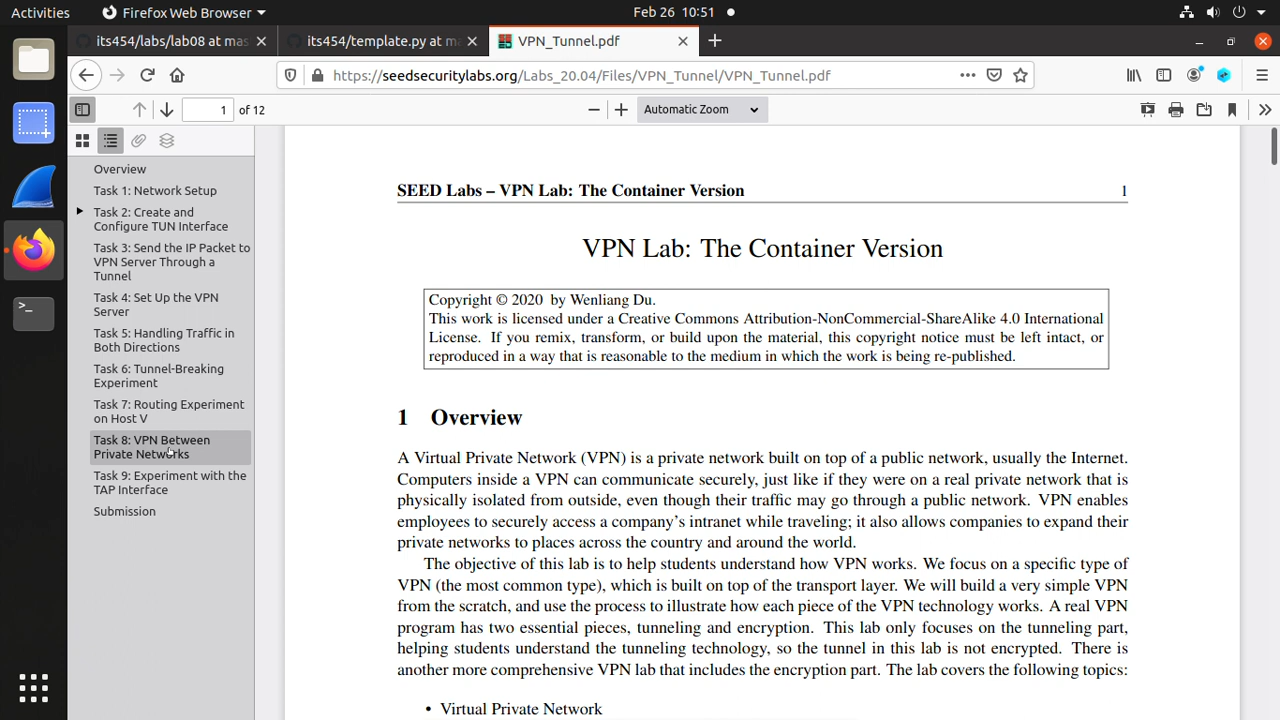 Activities
Firefox Web Browser
Feb 26 10:51
its454/labs/lab08 at mas
its454/template.py at m
VPN_Tunnel.pdf
https://seedsecuritylabs.org/Labs_20.04/Files/VPN_Tunnel/VPN_Tunnel.pdf
1 of 12
Automatic Zoom
Overview
Task 1: Network Setup
Task 2: Create and
Configure TUN Interface
Task 3: Send the IP Packet to
VPN Server Through a
Tunnel
Task 4: Set Up the VPN
Server
Task 5: Handling Traffic in
Both Directions
Task 6: Tunnel-Breaking
Experiment
Task 7: Routing Experiment
on Host V
Task 8: VPN Between
Private Networks
Task 9: Experiment with the
TAP Interface
Submission
SEED Labs – VPN Lab: The Container Version 1
VPN Lab: The Container Version
Copyright © 2020 by Wenliang Du.
This work is licensed under a Creative Commons Attribution-NonCommercial-ShareAlike 4.0 International
License. If you remix, transform, or build upon the material, this copyright notice must be left intact, or
reproduced in a way that is reasonable to the medium in which the work is being re-published.
1 Overview
A Virtual Private Network (VPN) is a private network built on top of a public network, usually the Internet.
Computers inside a VPN can communicate securely, just like if they were on a real private network that is
physically isolated from outside, even though their traffic may go through a public network. VPN enables
employees to securely access a company's intranet while traveling; it also allows companies to expand their
private networks to places across the country and around the world.
The objective of this lab is to help students understand how VPN works. We focus on a specific type of
VPN (the most common type), which is built on top of the transport layer. We will build a very simple VPN
from the scratch, and use the process to illustrate how each piece of the VPN technology works. A real VPN
program has two essential pieces, tunneling and encryption. This lab only focuses on the tunneling part,
helping students understand the tunneling technology, so the tunnel in this lab is not encrypted. There is
another more comprehensive VPN lab that includes the encryption part. The lab covers the following topics:
• Virtual Private Network